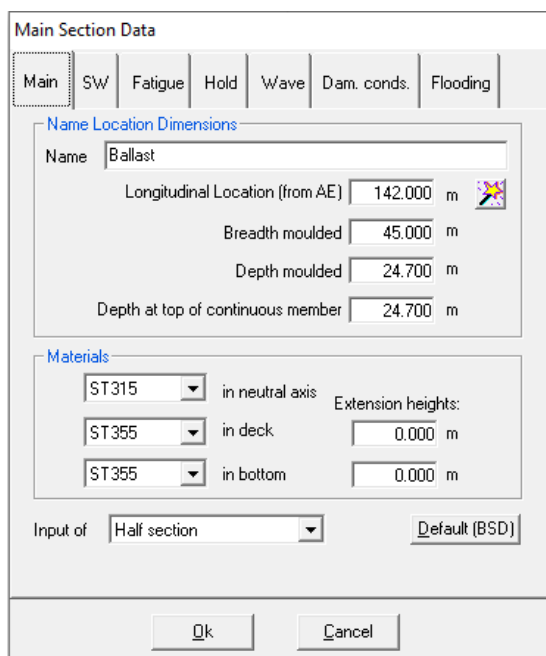 Main Section Data
Main SW Fatigue Hold Wave Dam. conds. Flooding
Name Location Dimensions
Name Ballast
Longitudinal Location (from AE) 142.000 m
Breadth moulded 45.000 m
Depth moulded 24.700 m
Depth at top of continuous member 24.700 m
Materials
ST315 in neutral axis
Extension heights:
ST355 in deck 0.000 m
ST355 in bottom 0.000 m
Input of Half section Default (BSD)
Ok Cancel